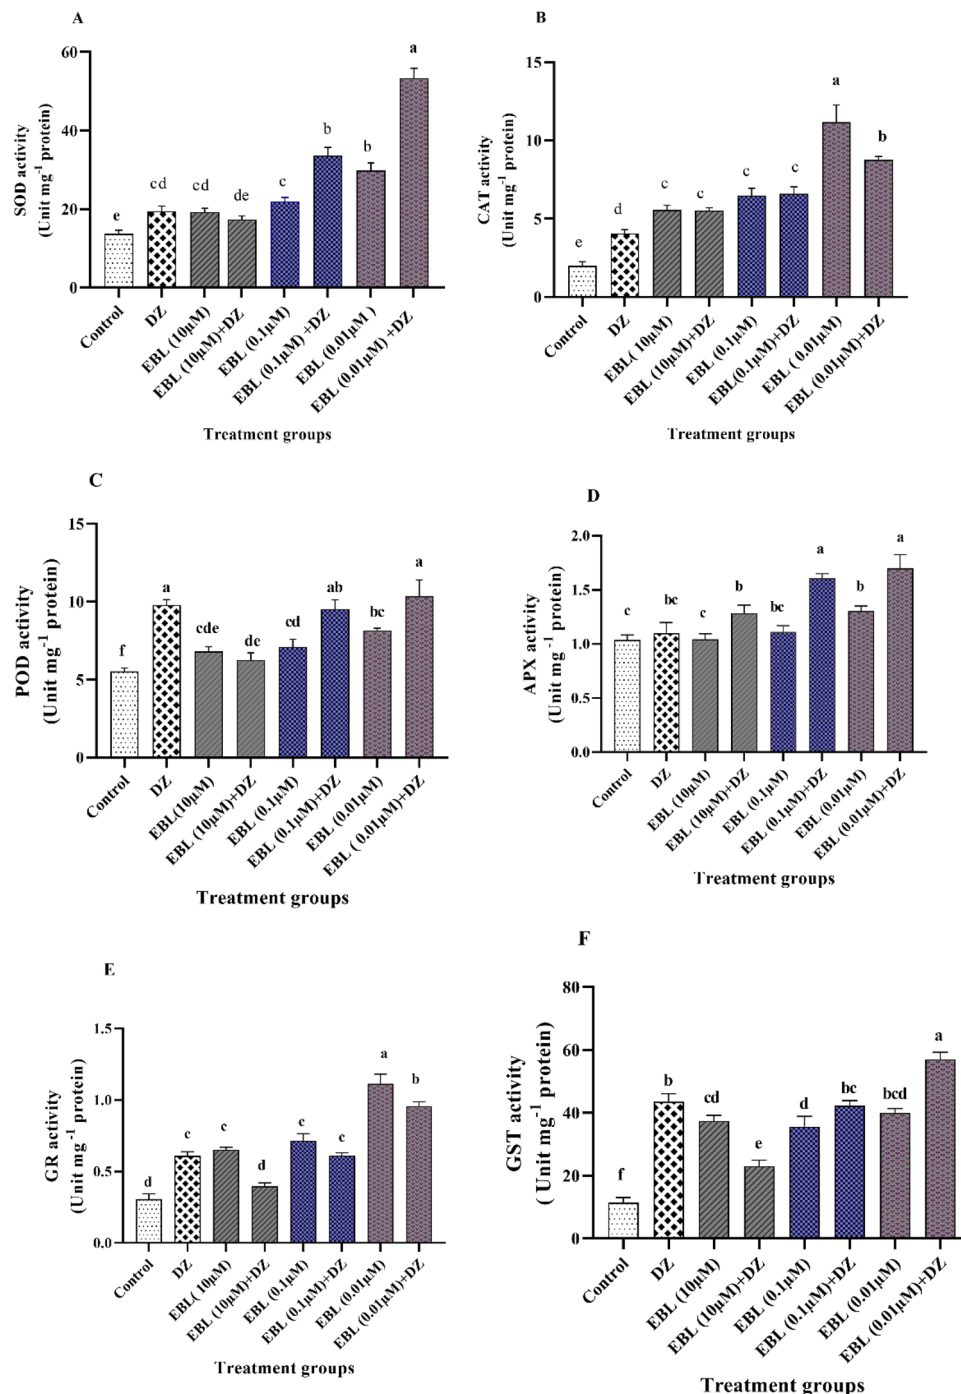 A
SOD activity
(Unit mg⁻¹ protein)
60
40
20
0
e
cd
cd
de
c
b
b
a
Control
DZ
EBL (10μM)
EBL (10μM)+DZ
EBL (0.1μM)
EBL (0.1μM) +DZ
EBL (0.01μM )
EBL (0.01μM) +DZ
Treatment groups
B
CAT activity
(Unit mg⁻¹ protein)
15
10
5
0
e
d
c
c
c
c
a
b
Control
DZ
EBL( 10μM)
EBL (10μM)+DZ
EBL (0.1μM)
EBL(0.1μM)+DZ
EBL ( 0.01μM)
EBL (0.01μM)+DZ
Treatment groups
C
POD activity
(Unit mg⁻¹ protein)
15
10
5
0
f
a
cde
de
cd
ab
bc
a
Control
DZ
EBL(10μM)
EBL (10μM)+DZ
EBL (0.1μM)
EBL (0.1μM)+DZ
EBL (0.01μM)
EBL ( 0.01μM)+DZ
Treatment groups
D
APX activity
(Unit mg⁻¹ protein)
2.0
1.5
1.0
0.5
0.0
c
bc
c
b
bc
a
b
a
Control
DZ
EBL (10μM)
EBL (10μM)+DZ
EBL (0.1μM)
EBL (0.1μM)+DZ
EBL (0.01μM)
EBL (0.01μM)+DZ
Treatment groups
E
GR activity
(Unit mg⁻¹ protein)
1.5
1.0
0.5
0.0
d
c
c
d
c
c
a
b
Control
DZ
EBL( 10μM)
EBL (10μM)+DZ
EBL (0.1μM)
EBL (0.1μM)+DZ
EBL (0.01μM)
EBL (0.01μM)+DZ
Treatment groups
F
GST activity
( Unit mg⁻¹ protein)
80
60
40
20
0
f
b
cd
e
d
bc
bcd
a
Control
DZ
EBL (10μM)
EBL (10μM)+DZ
EBL (0.1μM)
EBL (0.1μM)+DZ
EBL (0.01μM)
EBL (0.01μM)+DZ
Treatment groups